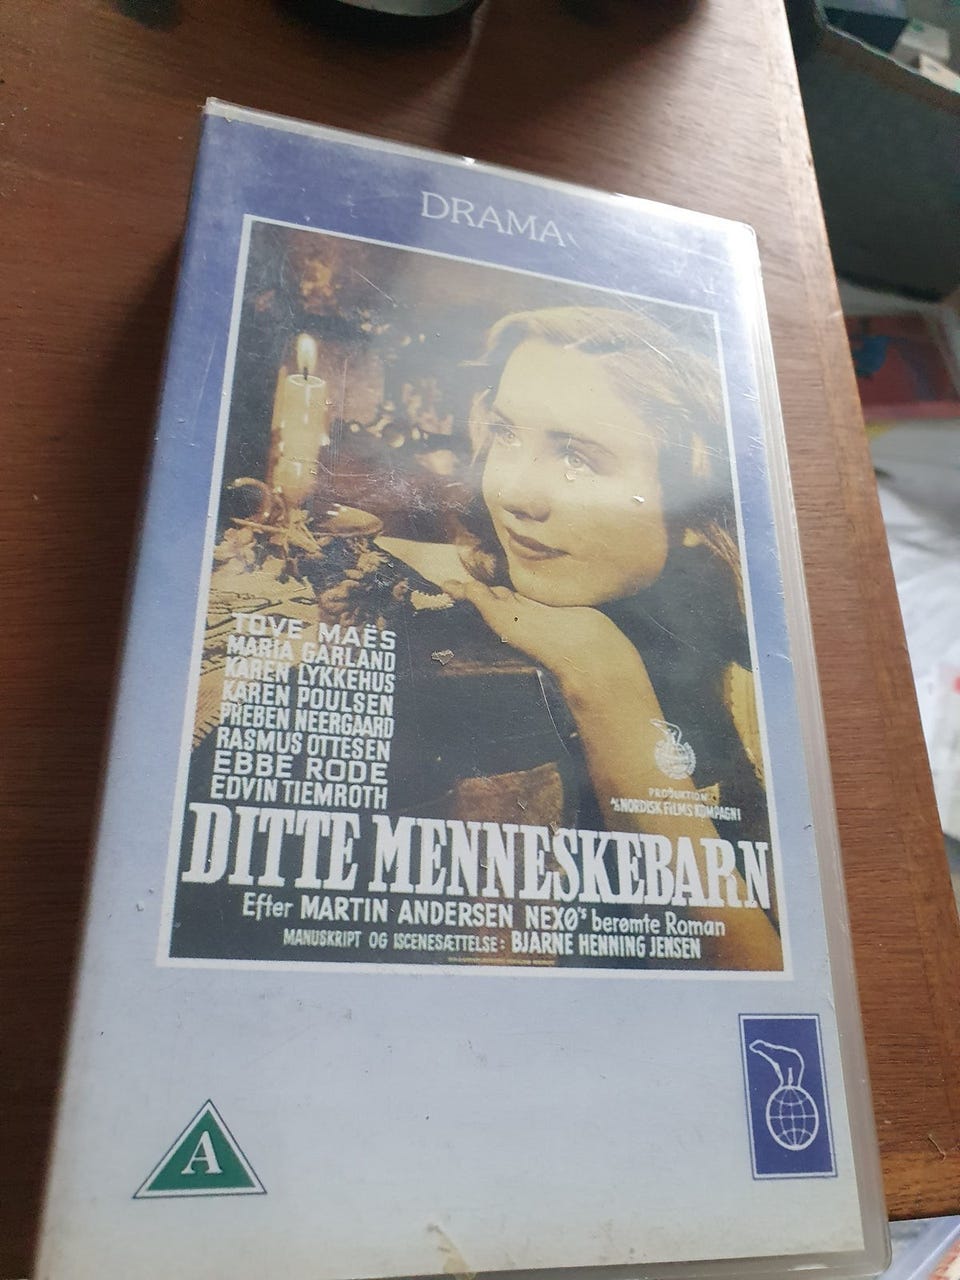 DRAMA
TOVE MAËS
MARIA GARLAND
KAREN LYKKEHUS
KAREN POULSEN
PREBEN NEERGAARD
RASMUS OTTESEN
EBBE RODE
EDVIN TIEMROTH
PRODUKTION
A/S NORDISK FILMS KOMPAGNI
DITTE MENNESKEBARN
Efter MARTIN ANDERSEN NEXØ's berømte Roman
MANUSKRIPT OG ISCENESÆTTELSE: BJARNE HENNING JENSEN
A